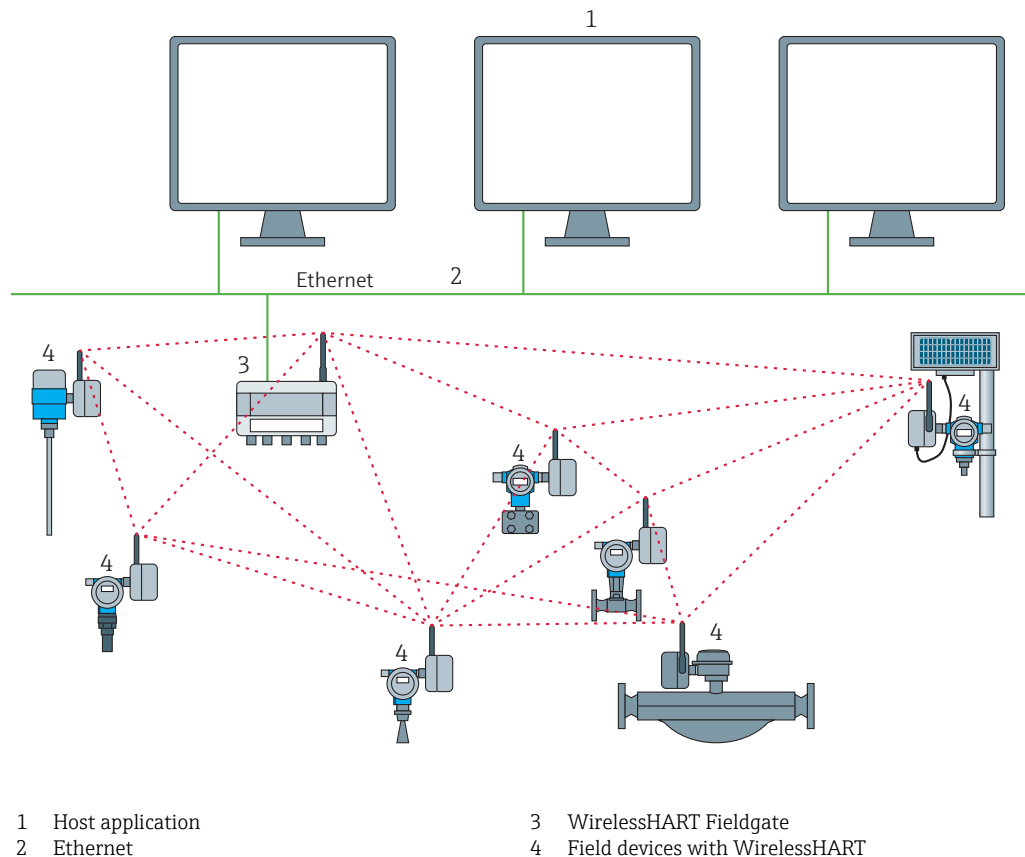 1
Ethernet 2
4
3
4
4
4
4
4
1 Host application
2 Ethernet
3 WirelessHART Fieldgate
4 Field devices with WirelessHART